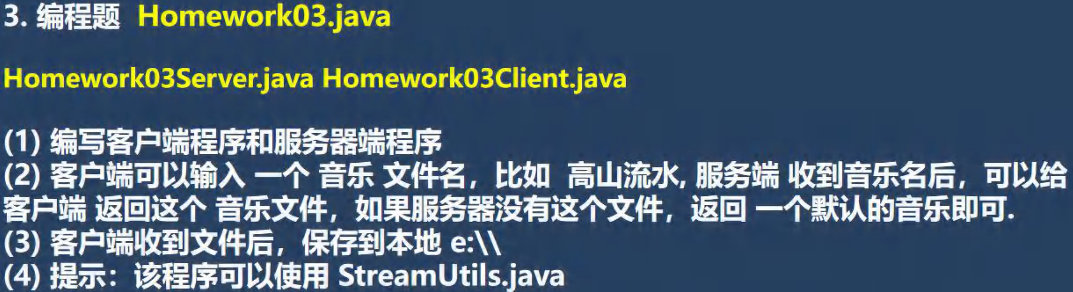 3. 编程题 Homework03.java
Homework03Server.java Homework03Client.java
(1) 编写客户端程序和服务器端程序
(2) 客户端可以输入 一个 音乐 文件名，比如 高山流水, 服务端 收到音乐名后，可以给
客户端 返回这个 音乐文件，如果服务器没有这个文件，返回 一个默认的音乐即可.
(3) 客户端收到文件后，保存到本地 e:\\
(4) 提示：该程序可以使用 StreamUtils.java